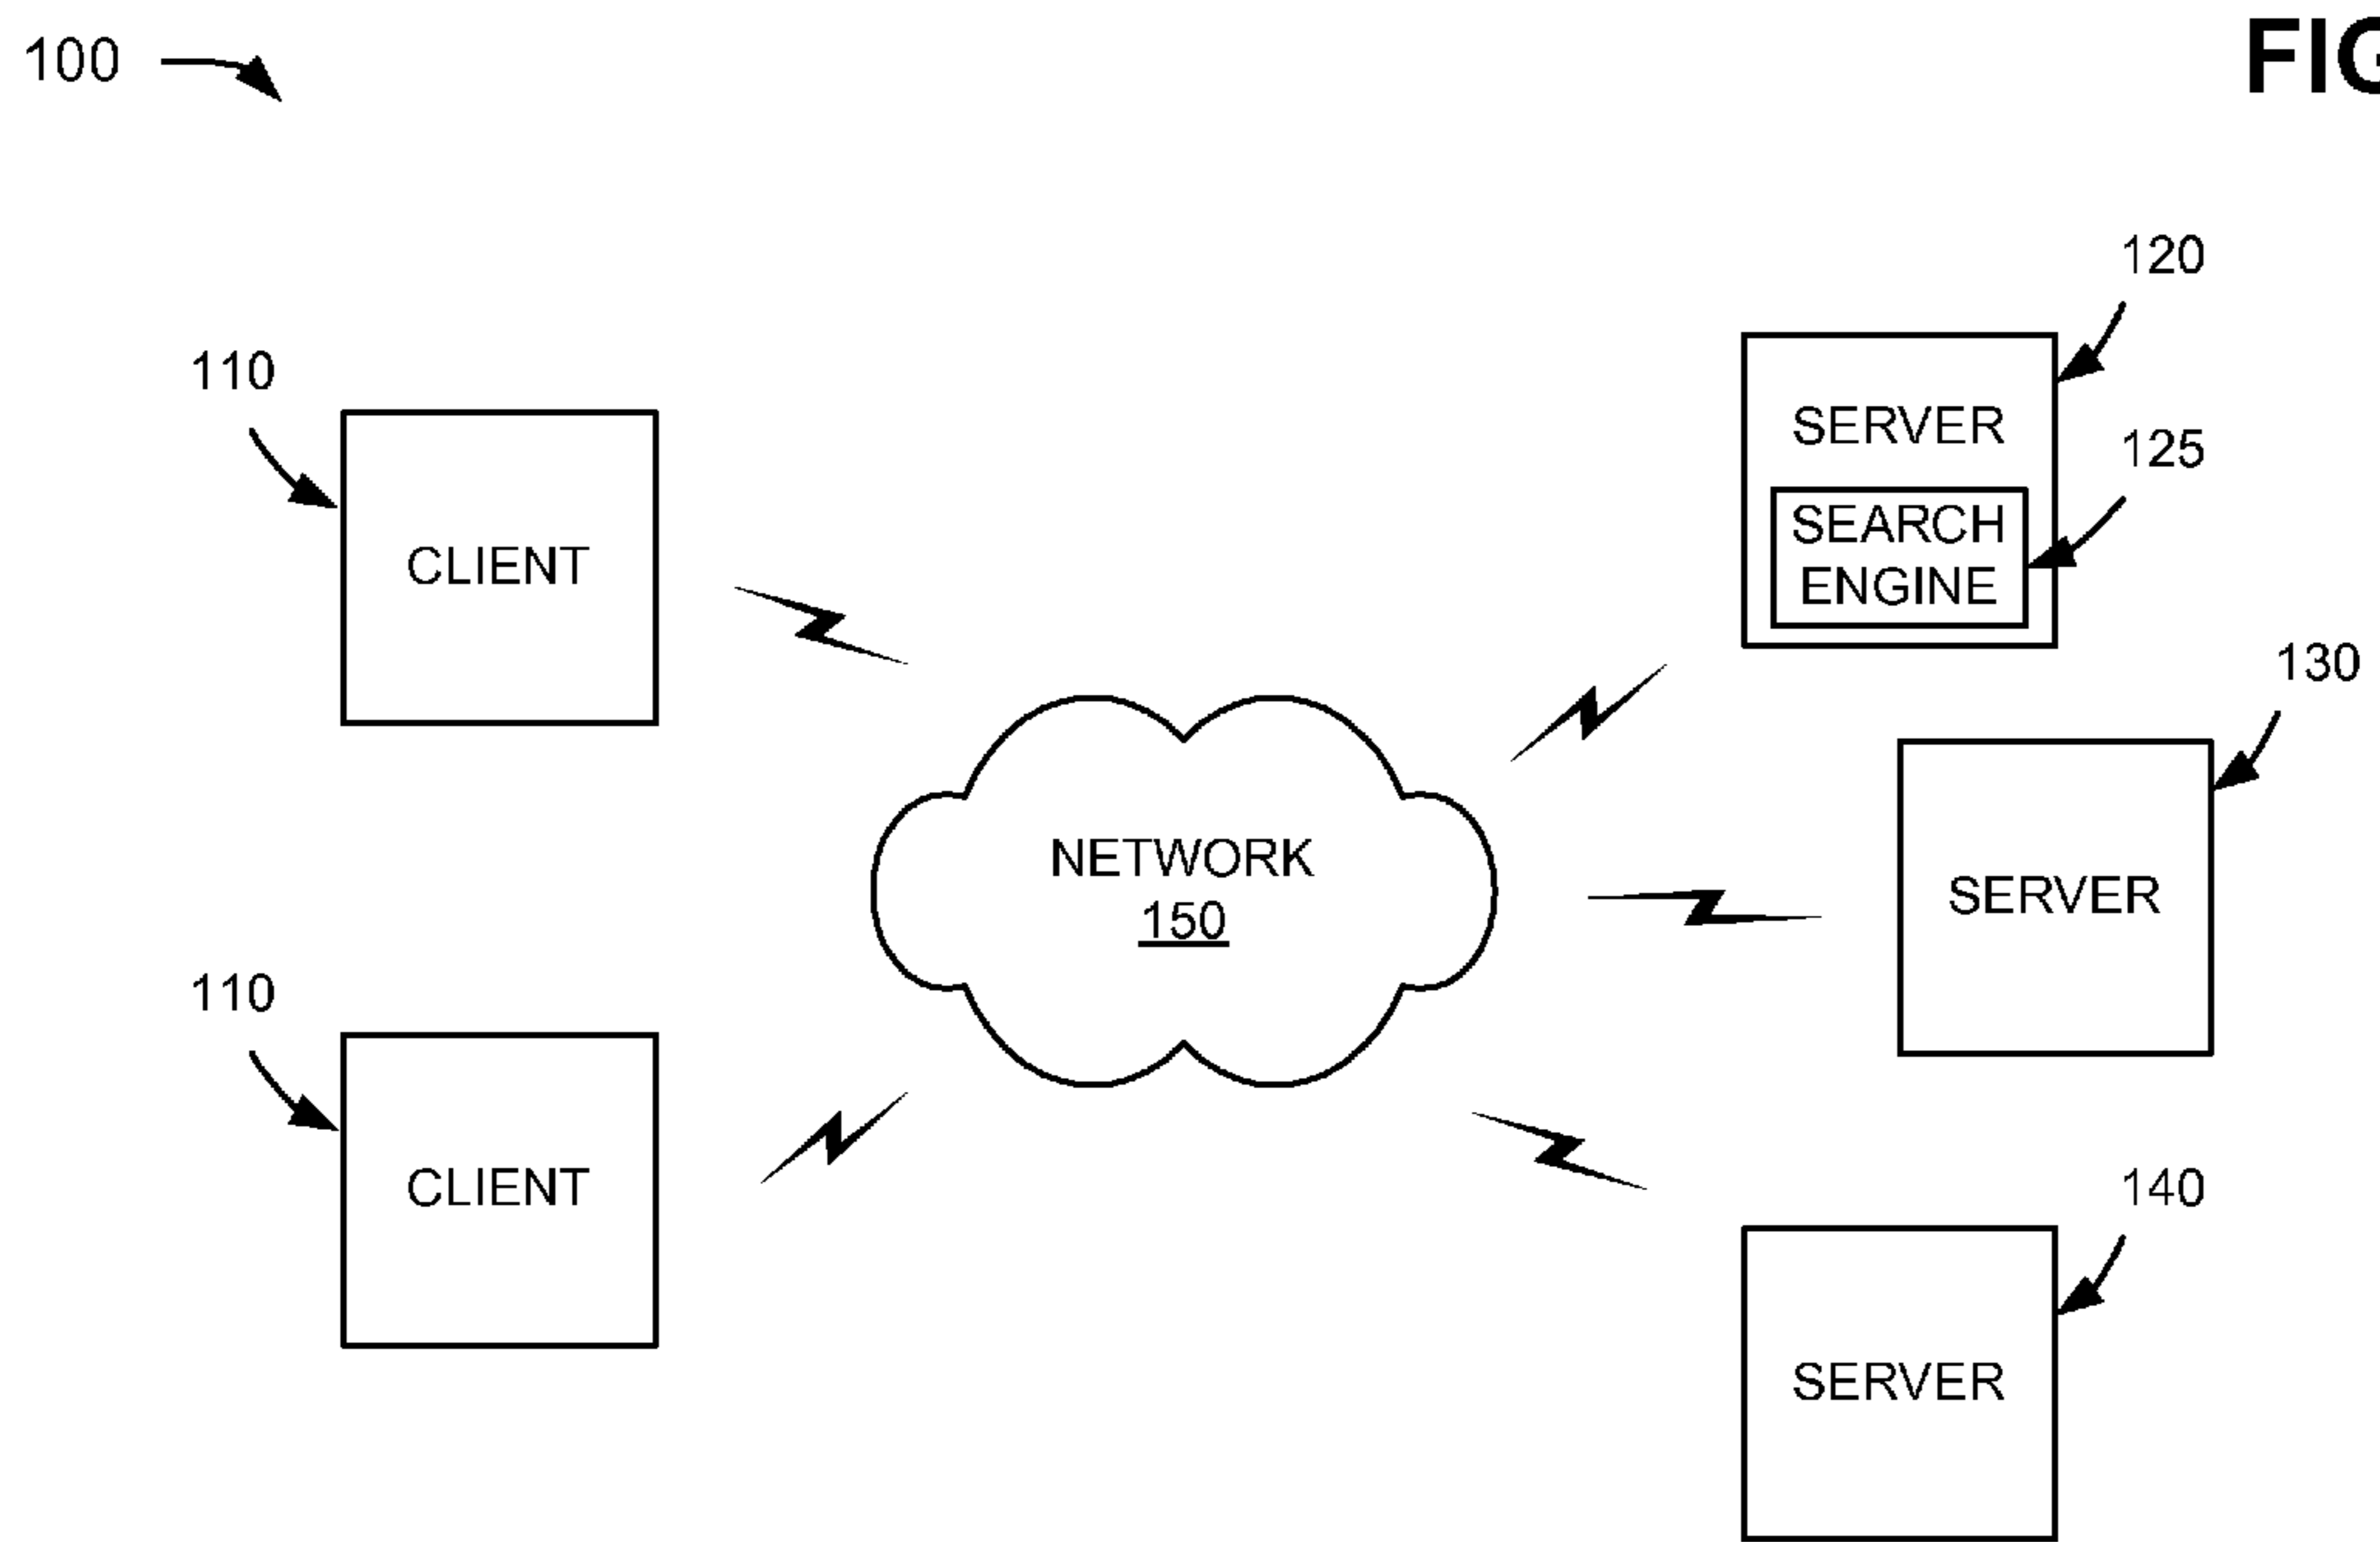 100
FIG
120
110
SERVER
125
SEARCH
ENGINE
CLIENT
130
NETWORK
150
SERVER
110
CLIENT
140
SERVER